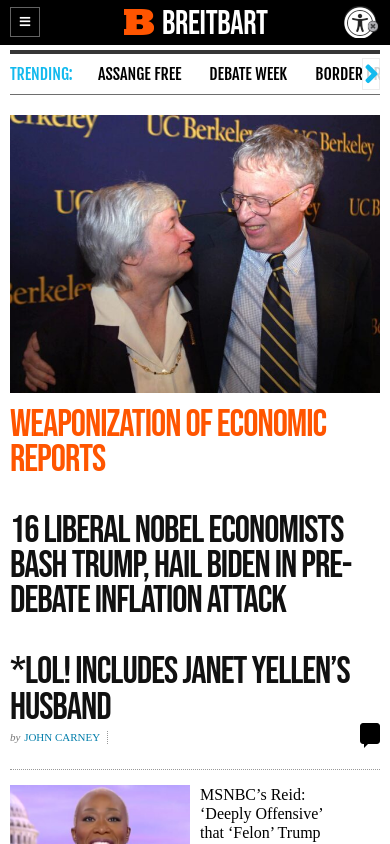 B BREITBART
TRENDING: ASSANGE FREE DEBATE WEEK BORDER
UC Berkeley
WEAPONIZATION OF ECONOMIC
REPORTS
16 LIBERAL NOBEL ECONOMISTS
BASH TRUMP, HAIL BIDEN IN PRE-
DEBATE INFLATION ATTACK
*LOL! INCLUDES JANET YELLEN’S
HUSBAND
by JOHN CARNEY
MSNBC’s Reid:
‘Deeply Offensive’
that ‘Felon’ Trump